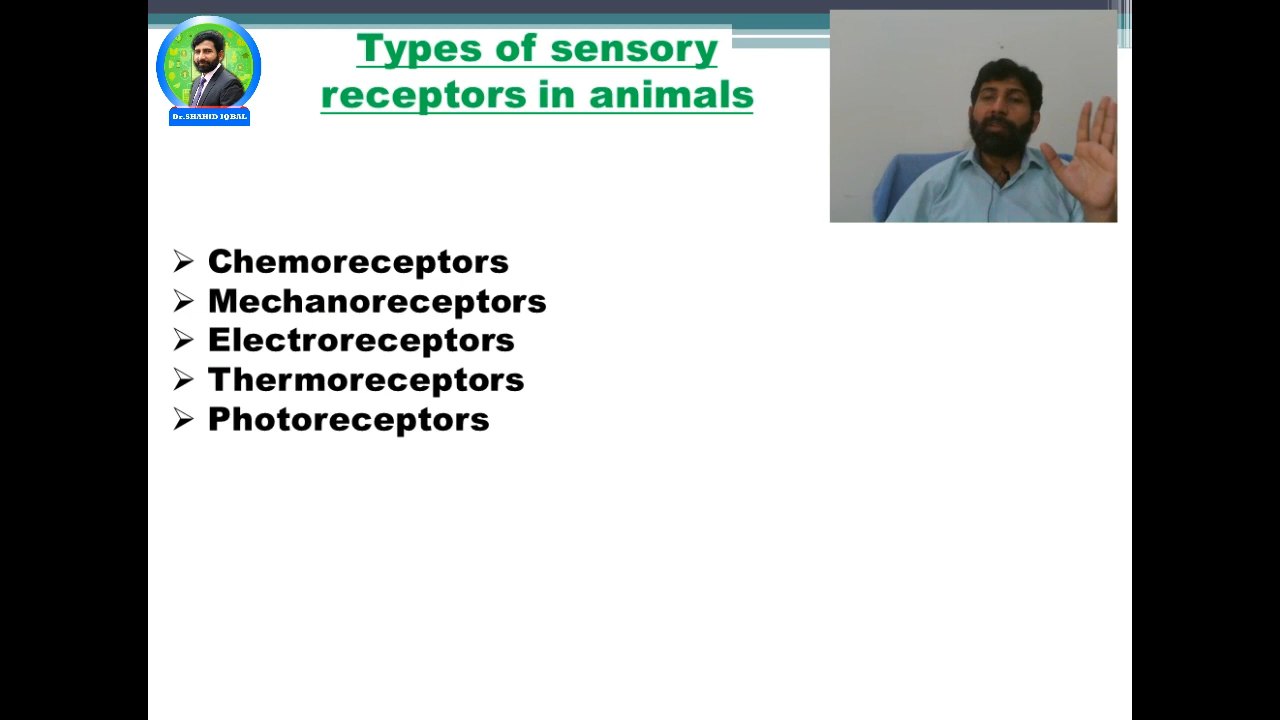 Types of sensory
receptors in animals
Dr.SHAHID IQBAL
➢ Chemoreceptors
➢ Mechanoreceptors
➢ Electroreceptors
➢ Thermoreceptors
➢ Photoreceptors